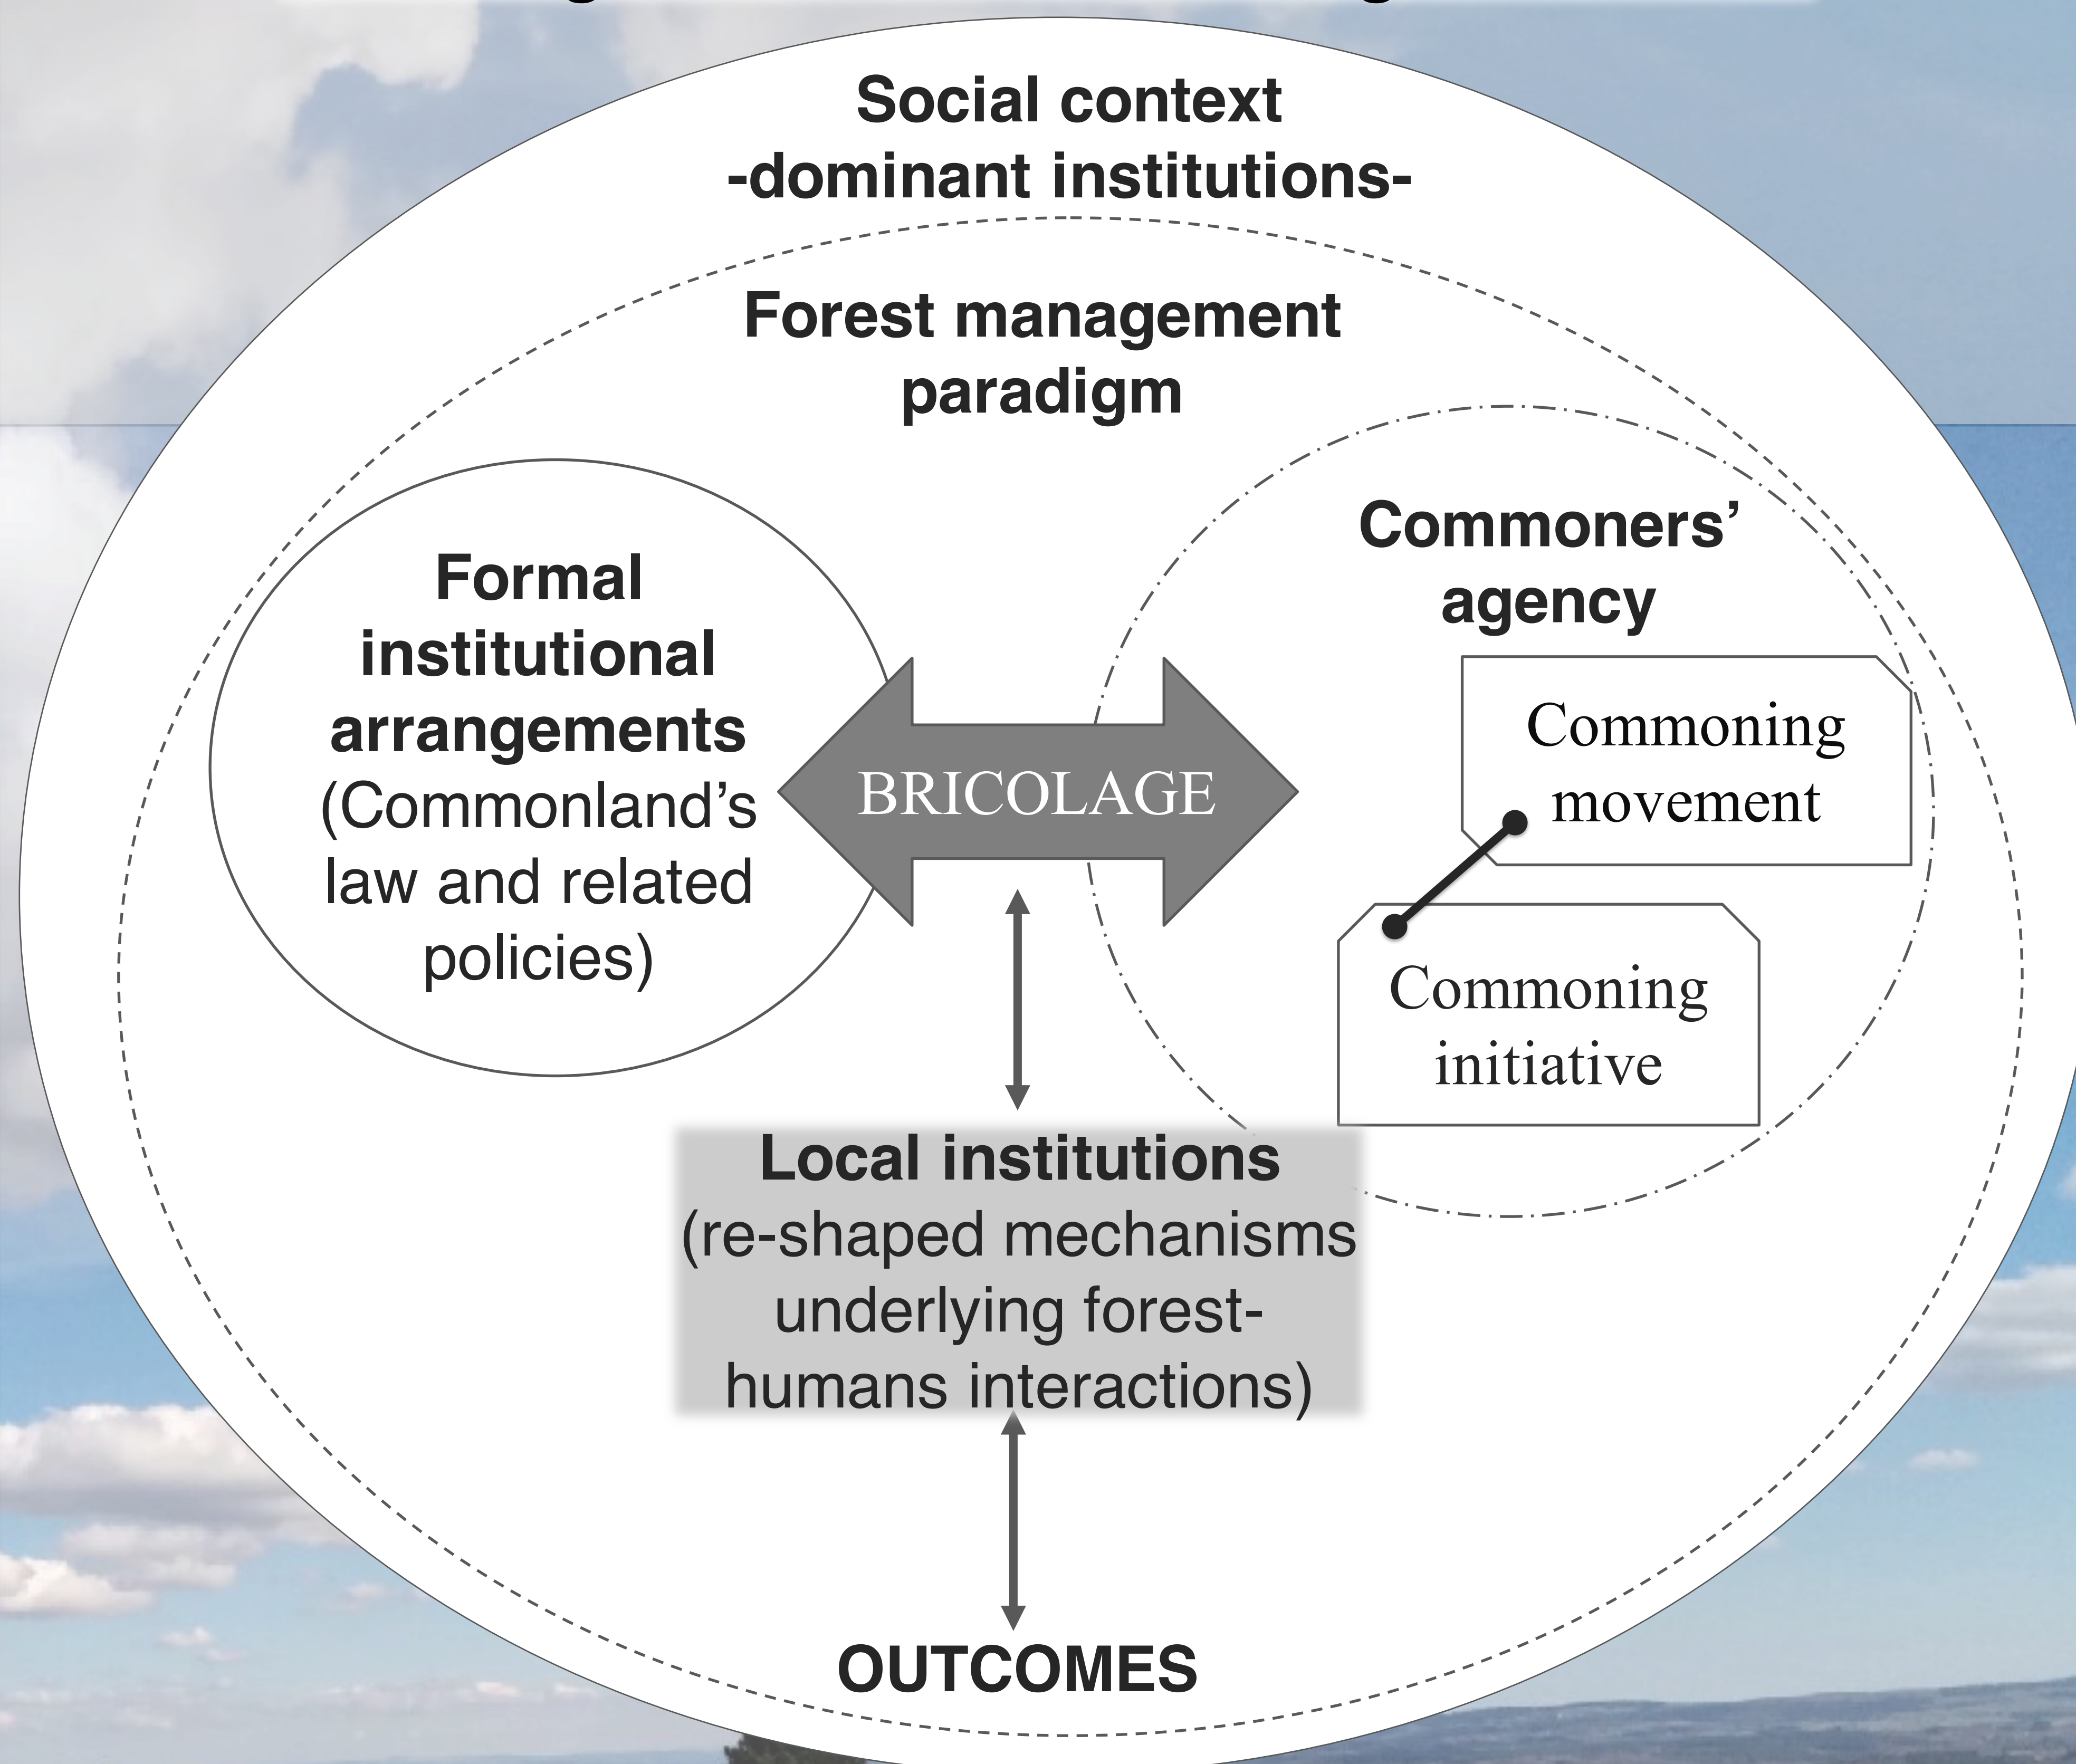 Social context
-dominant institutions-
Forest management
paradigm
Formal
institutional
arrangements
(Commonland’s
law and related
policies)
BRICOLAGE
Commoners’
agency
Commoning
movement
Commoning
initiative
Local institutions
(re-shaped mechanisms
underlying forest-
humans interactions)
OUTCOMES